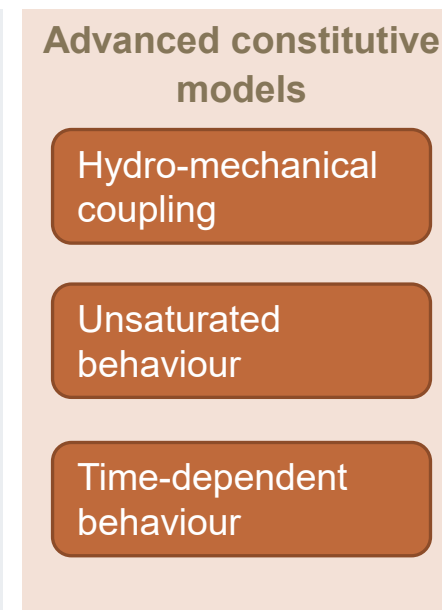 Advanced constitutive
models
Hydro-mechanical
coupling
Unsaturated
behaviour
Time-dependent
behaviour